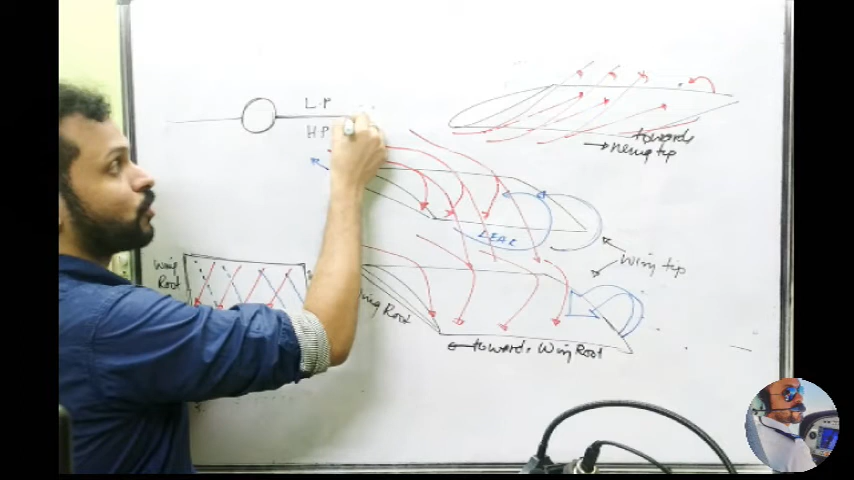 L.P
H.P
towards
wing tip
LEAK
Wing tip
Wing
Root
Wing Root
towards Wing Root